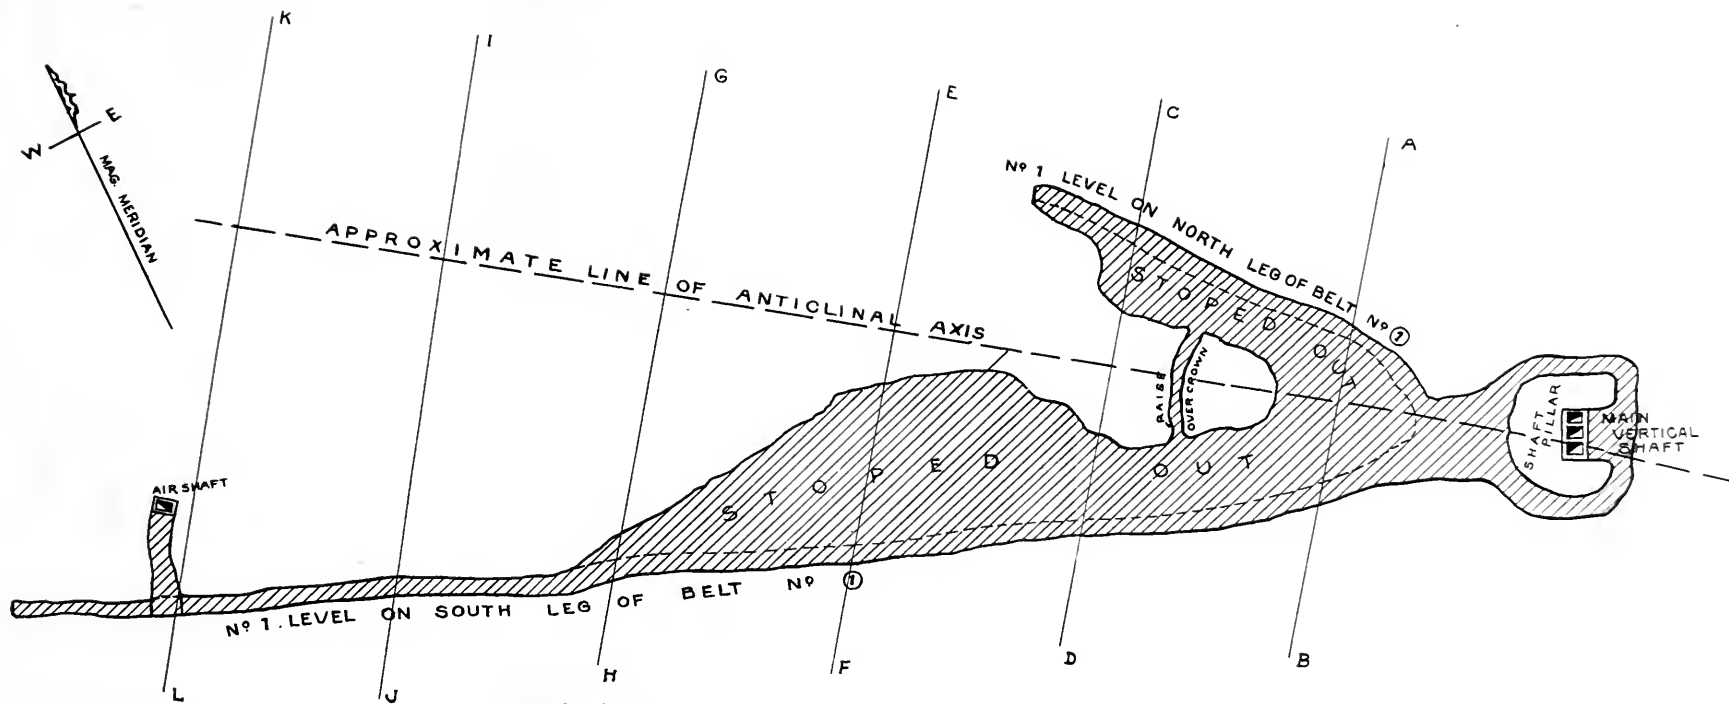 K
I
G
E
C
A
E
W
MAG. MERIDIAN
Nº 1 LEVEL ON NORTH LEG OF BELT Nº ①
APPROXIMATE LINE OF ANTICLINAL AXIS
STOPED OUT
RAISE
OVER CROWN
SHAFT
PILLAR
MAIN
VERTICAL
SHAFT
STOPED OUT
AIR SHAFT
Nº 1. LEVEL ON SOUTH LEG OF BELT Nº ①
L
J
H
F
D
B